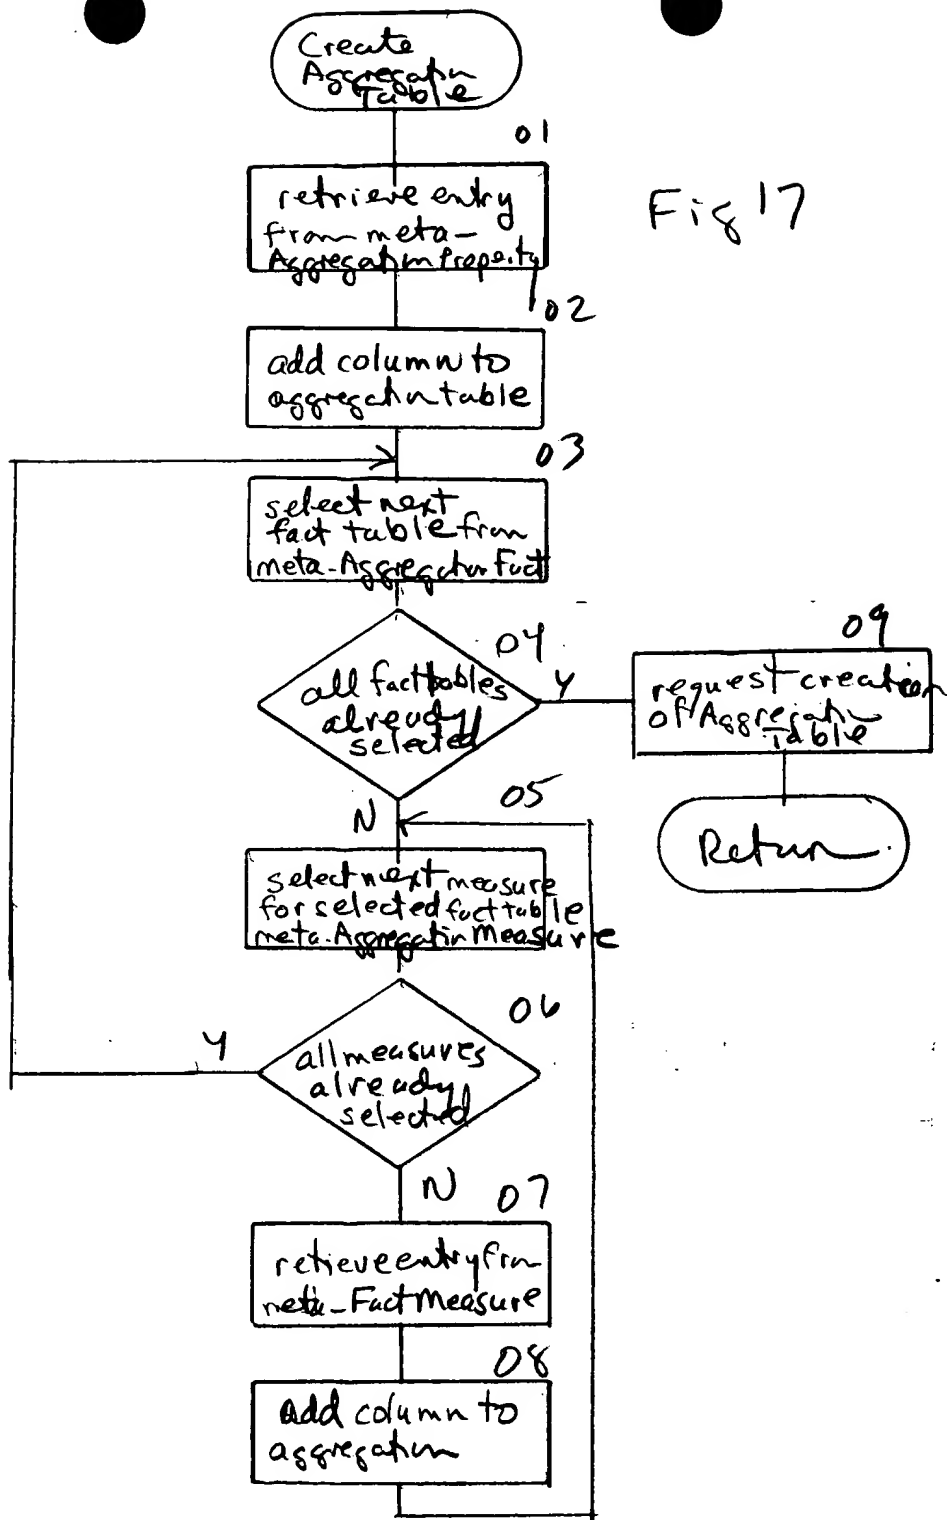 Create
Aggregation
Table
01
retrieve entry
from meta-
AggregationProperty
Fig 17
02
add column to
aggregation table
03
select next
fact table from
meta-AggregationFact
04
all fact tables
already
selected
Y
09
request creation
of Aggregation
Table
Return
N
05
select next measure
for selected fact table
meta-AggregationMeasure
06
all measures
already
selected
Y
N
07
retrieve entry from
meta-FactMeasure
08
add column to
aggregation